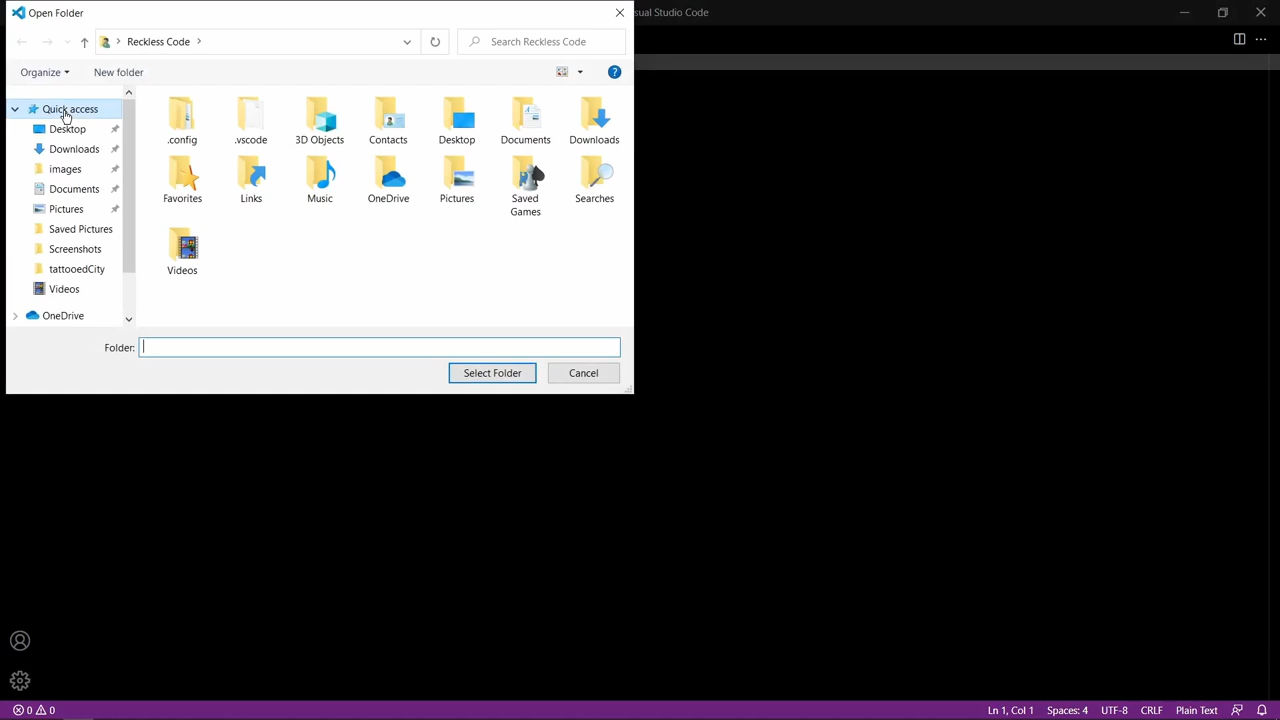 Open Folder
sual Studio Code
Reckless Code
Search Reckless Code
Organize
New folder
Quick access
Desktop
Downloads
images
Documents
Pictures
Saved Pictures
Screenshots
tattooedCity
Videos
OneDrive
.config
.vscode
3D Objects
Contacts
Desktop
Documents
Downloads
Favorites
Links
Music
OneDrive
Pictures
Saved Games
Searches
Videos
Folder:
Select Folder
Cancel
0 0
Ln 1, Col 1
Spaces: 4
UTF-8
CRLF
Plain Text